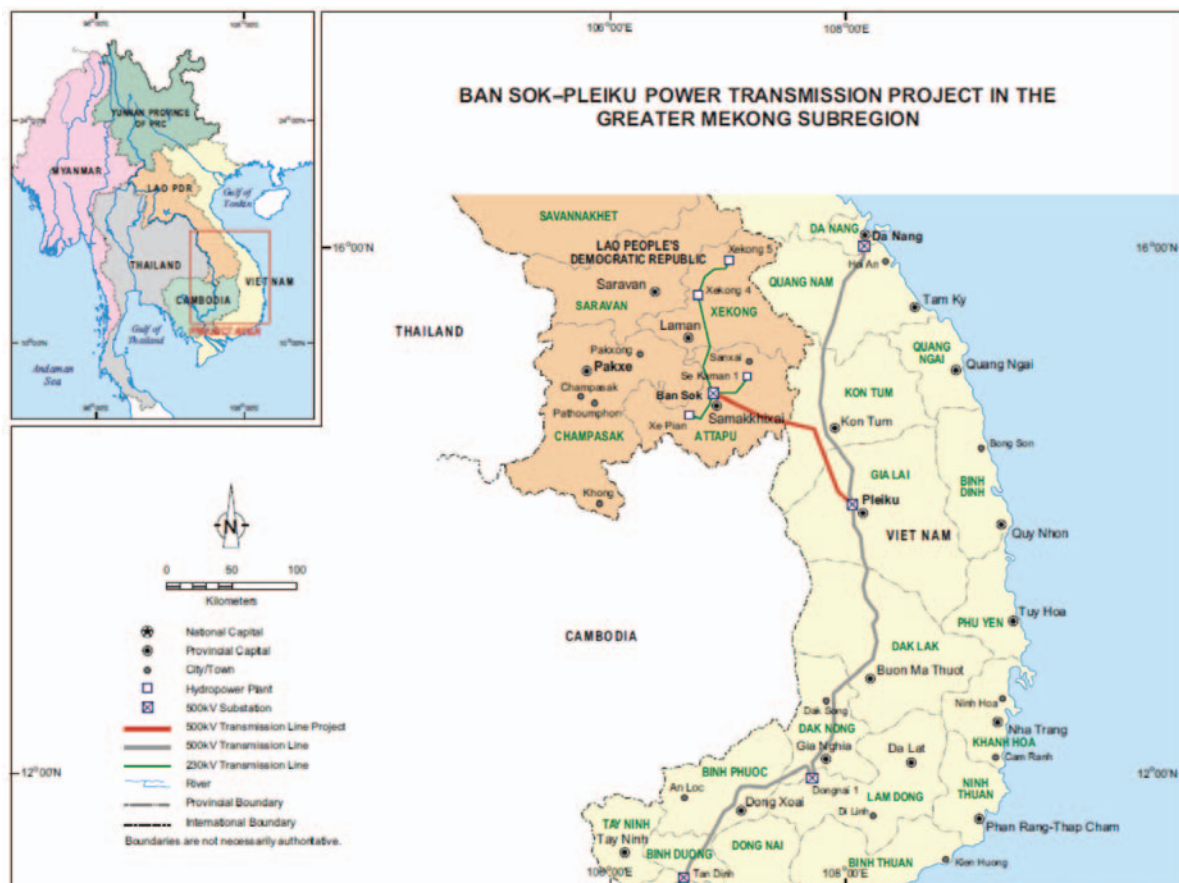 106°00'E
108°00'E
BAN SOK–PLEIKU POWER TRANSMISSION PROJECT IN THE
GREATER MEKONG SUBREGION
YUNNAN PROVINCE
OF PRC
MYANMAR
LAO PDR
Gulf of
Tonkin
THAILAND
VIET NAM
CAMBODIA
PROJECT AREA
Gulf of
Thailand
Andaman
Sea
16°00'N
16°00'N
SAVANNAKHET
LAO PEOPLE'S
DEMOCRATIC REPUBLIC
Xekong 5
DA NANG
Da Nang
Hoi An
Saravan
Xekong 4
QUANG NAM
Tam Ky
SARAVAN
XEKONG
THAILAND
Laman
QUANG
NGAI
Quang Ngai
Pakxong
Sanxai
Pakxe
Se Kaman 1
KON TUM
Champasak
Ban Sok
Pathoumphon
Samakkhixai
Xe Pian
Kon Tum
CHAMPASAK
ATTAPU
Bong Son
GIA LAI
BINH
DINH
Khong
Pleiku
VIET NAM
Quy Nhon
N
0
50
100
Kilometers
CAMBODIA
PHU YEN
Tuy Hoa
DAK LAK
Buon Ma Thuot
Dak Song
Ninh Hoa
DAK NONG
Nha Trang
KHANH HOA
Gia Nghia
Da Lat
Cam Ranh
12°00'N
12°00'N
BINH PHUOC
NINH
THUAN
An Loc
Dongnai 1
LAM DONG
Dong Xoai
Di Linh
Phan Rang-Thap Cham
TAY NINH
Tay Ninh
DONG NAI
BINH DUONG
BINH THUAN
Kien Huong
Tan Dinh
106°00'E
108°00'E
National Capital
Provincial Capital
City/Town
Hydropower Plant
500kV Substation
500kV Transmission Line Project
500kV Transmission Line
230kV Transmission Line
River
Provincial Boundary
International Boundary
Boundaries are not necessarily authoritative.